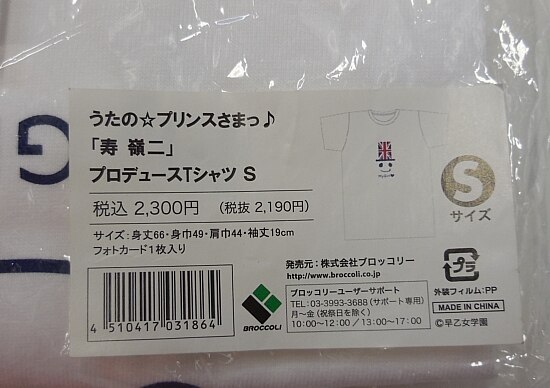 うたの☆プリンスさまっ♪
「寿 嶺二」
プロデュースTシャツ S
税込 2,300円 (税抜 2,190円)
サイズ:身丈66・身巾49・肩巾44・袖丈19cm
フォトカード1枚入り
S
サイズ
発売元:株式会社ブロッコリー
http://www.broccoli.co.jp
ブロッコリーユーザーサポート
TEL:03-3993-3688(サポート専用)
月〜金(祝祭日を除く)
10:00〜12:00/13:00〜17:00
プラ
外装フィルム:PP
MADE IN CHINA
©早乙女学園
BROCCOLI
4 510417 031864
G